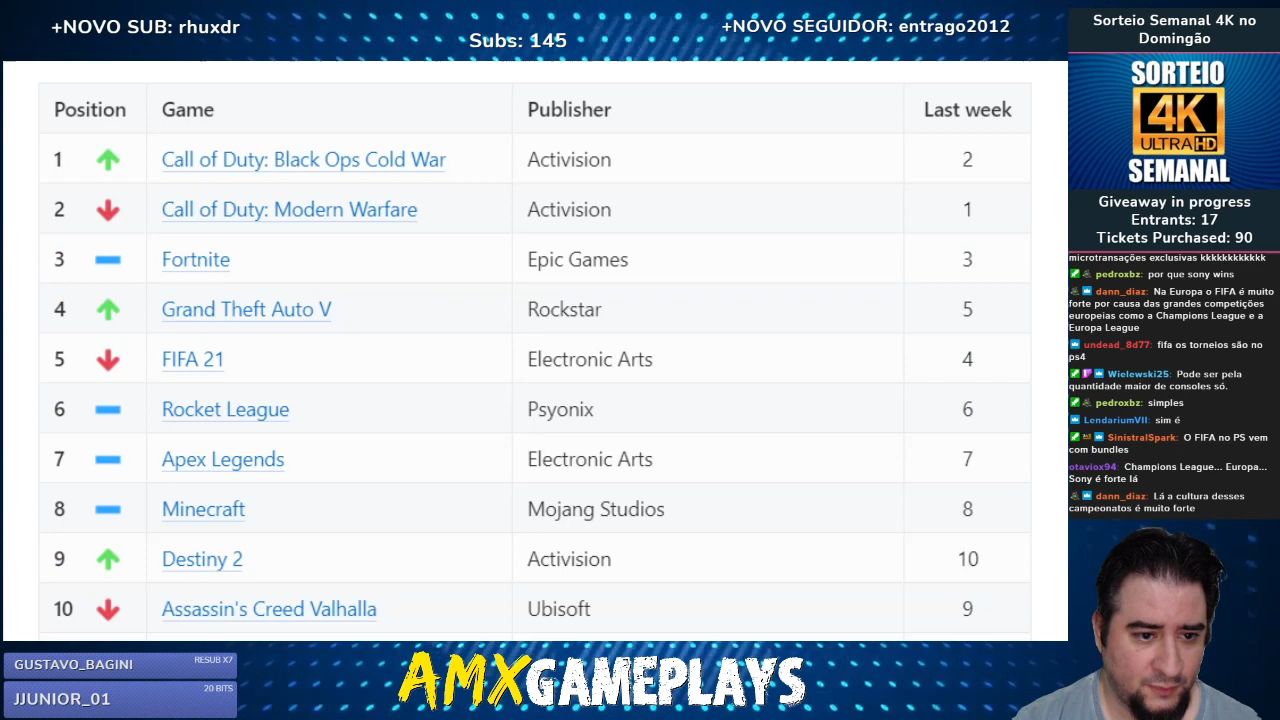 +NOVO SUB: rhuxdr
Subs: 145
+NOVO SEGUIDOR: entrago2012
Sorteio Semanal 4K no
Domingão
SORTEIO
4K
ULTRA HD
SEMANAL
Giveaway in progress
Entrants: 17
Tickets Purchased: 90
Position Game Publisher Last week
1 Call of Duty: Black Ops Cold War Activision 2
2 Call of Duty: Modern Warfare Activision 1
3 Fortnite Epic Games 3
4 Grand Theft Auto V Rockstar 5
5 FIFA 21 Electronic Arts 4
6 Rocket League Psyonix 6
7 Apex Legends Electronic Arts 7
8 Minecraft Mojang Studios 8
9 Destiny 2 Activision 10
10 Assassin's Creed Valhalla Ubisoft 9
microtransações exclusivas kkkkkkkkkkkk
pedroxbz: por que sony wins
dann_diaz: Na Europa o FIFA é muito
forte por causa das grandes competições
europeias como a Champions League e a
Europa League
undead_8d77: fifa os torneios são no
ps4
Wielewski25: Pode ser pela
quantidade maior de consoles só.
pedroxbz: simples
LendariumVII: sim é
SinistralSpark: O FIFA no PS vem
com bundles
otaviox94: Champions League... Europa...
Sony é forte lá
dann_diaz: Lá a cultura desses
campeonatos é muito forte
GUSTAVO_BAGINI RESUB X7
JJUNIOR_01 20 BITS
AMXGAMEPLAYS